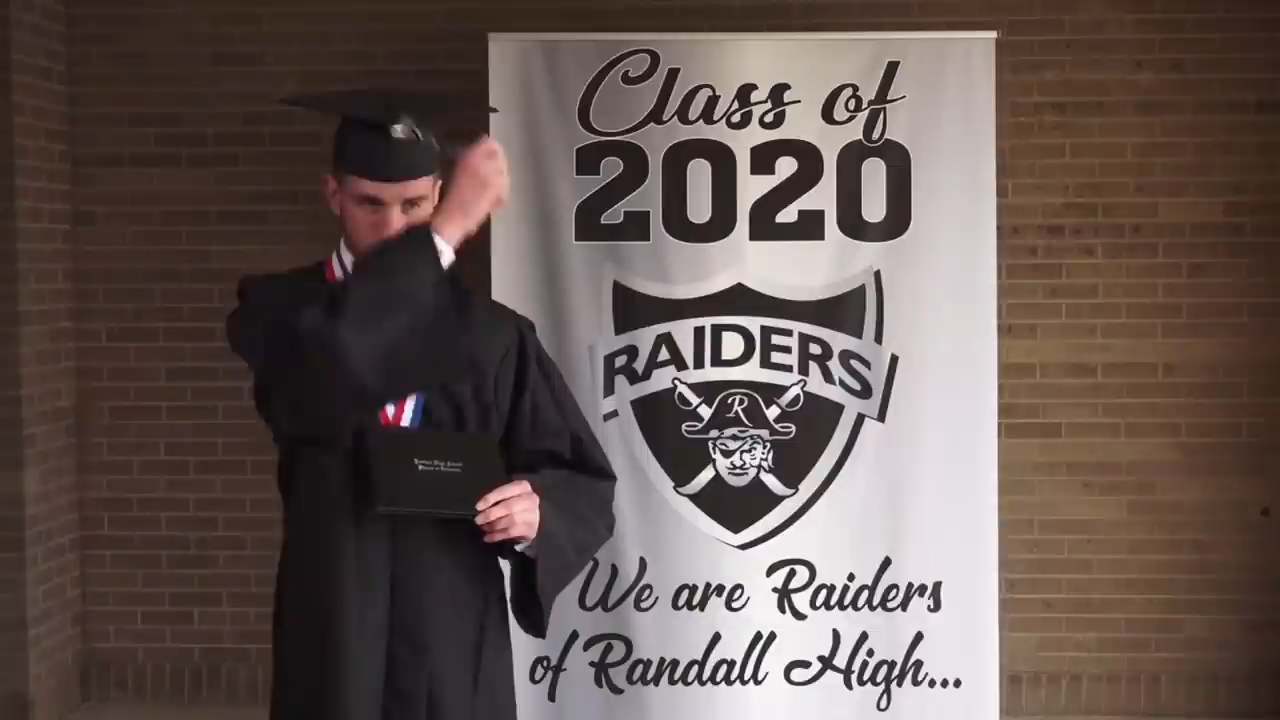 Class of
2020
RAIDERS
R
We are Raiders
of Randall High...